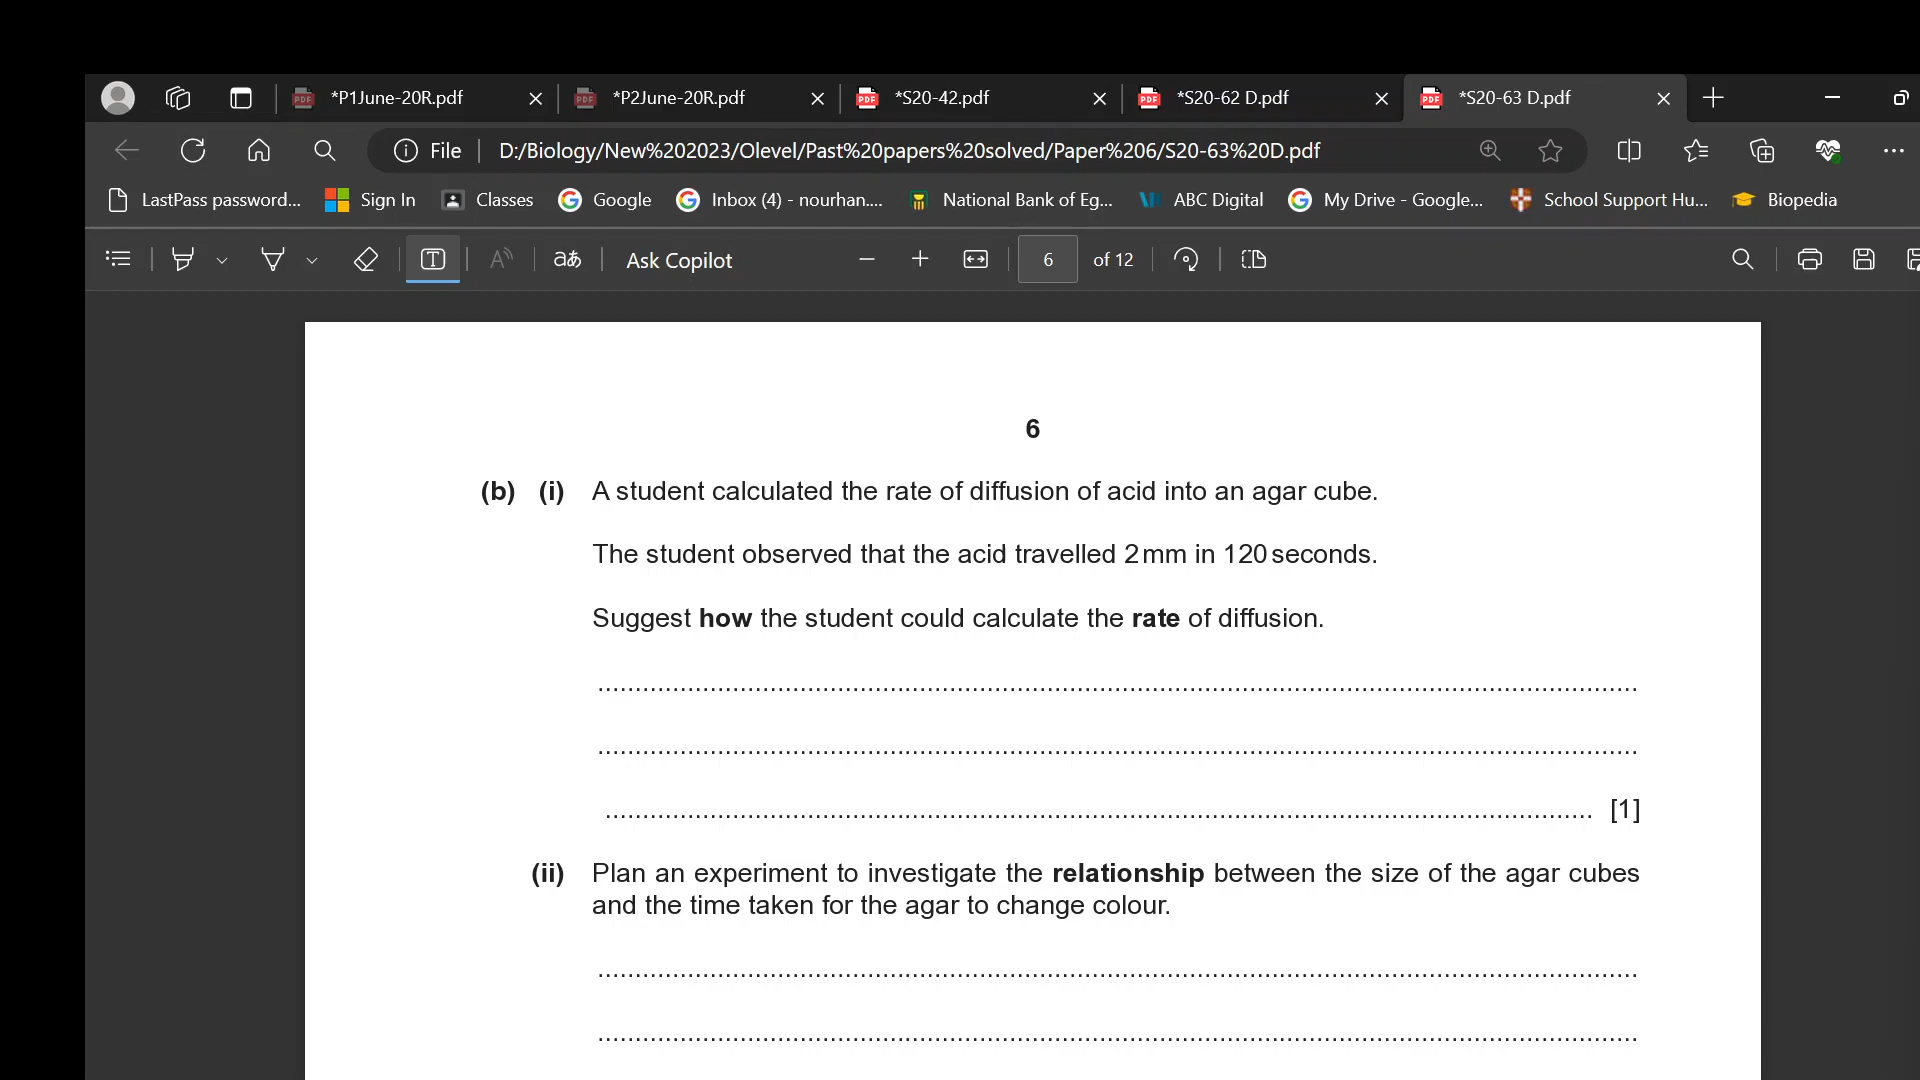 *P1June-20R.pdf
*P2June-20R.pdf
*S20-42.pdf
*S20-62 D.pdf
*S20-63 D.pdf
File
D:/Biology/New%202023/Olevel/Past%20papers%20solved/Paper%206/S20-63%20D.pdf
LastPass password...
Sign In
Classes
Google
Inbox (4) - nourhan....
National Bank of Eg...
ABC Digital
My Drive - Google...
School Support Hu...
Biopedia
Ask Copilot
6
of 12
6
(b) (i) A student calculated the rate of diffusion of acid into an agar cube.
The student observed that the acid travelled 2 mm in 120 seconds.
Suggest how the student could calculate the rate of diffusion.
[1]
(ii) Plan an experiment to investigate the relationship between the size of the agar cubes
and the time taken for the agar to change colour.